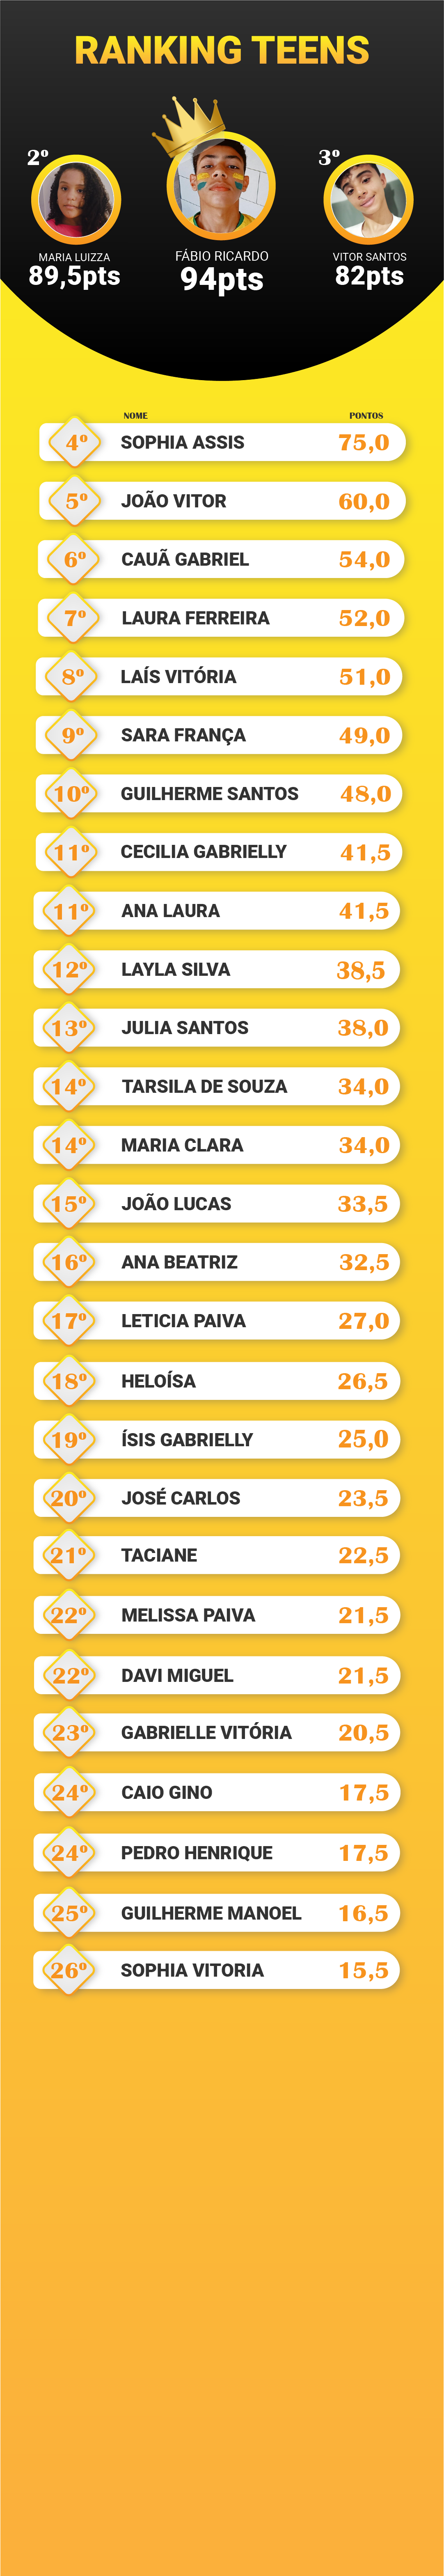 RANKING TEENS
2º
3º
MARIA LUIZZA
89,5pts
FÁBIO RICARDO
94pts
VITOR SANTOS
82pts
NOME PONTOS
4º SOPHIA ASSIS 75,0
5º JOÃO VITOR 60,0
6º CAUÃ GABRIEL 54,0
7º LAURA FERREIRA 52,0
8º LAÍS VITÓRIA 51,0
9º SARA FRANÇA 49,0
10º GUILHERME SANTOS 48,0
11º CECILIA GABRIELLY 41,5
11º ANA LAURA 41,5
12º LAYLA SILVA 38,5
13º JULIA SANTOS 38,0
14º TARSILA DE SOUZA 34,0
14º MARIA CLARA 34,0
15º JOÃO LUCAS 33,5
16º ANA BEATRIZ 32,5
17º LETICIA PAIVA 27,0
18º HELOÍSA 26,5
19º ÍSIS GABRIELLY 25,0
20º JOSÉ CARLOS 23,5
21º TACIANE 22,5
22º MELISSA PAIVA 21,5
22º DAVI MIGUEL 21,5
23º GABRIELLE VITÓRIA 20,5
24º CAIO GINO 17,5
24º PEDRO HENRIQUE 17,5
25º GUILHERME MANOEL 16,5
26º SOPHIA VITORIA 15,5